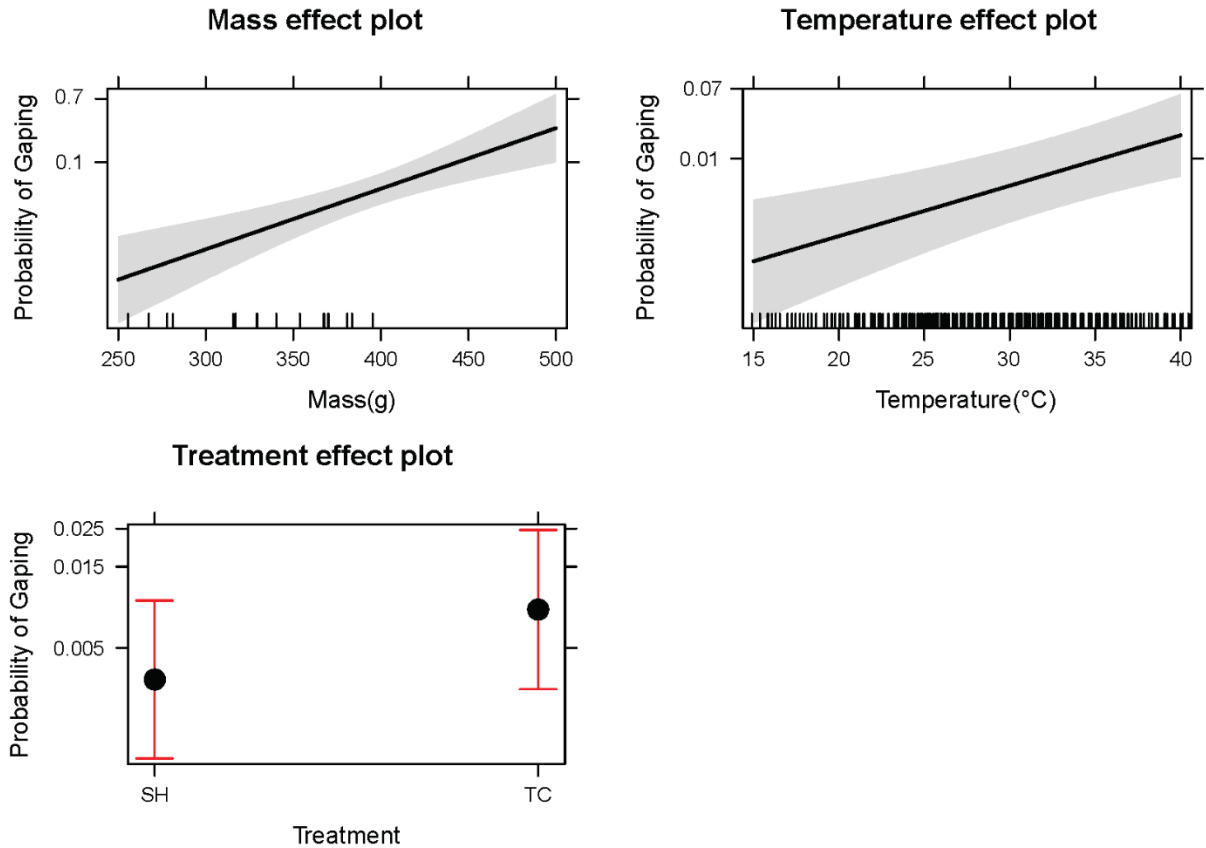 Mass effect plot
Probability of Gaping
0.7
0.1
250 300 350 400 450 500
Mass(g)
Temperature effect plot
Probability of Gaping
0.07
0.01
15 20 25 30 35 40
Temperature(°C)
Treatment effect plot
Probability of Gaping
0.025
0.015
0.005
SH TC
Treatment